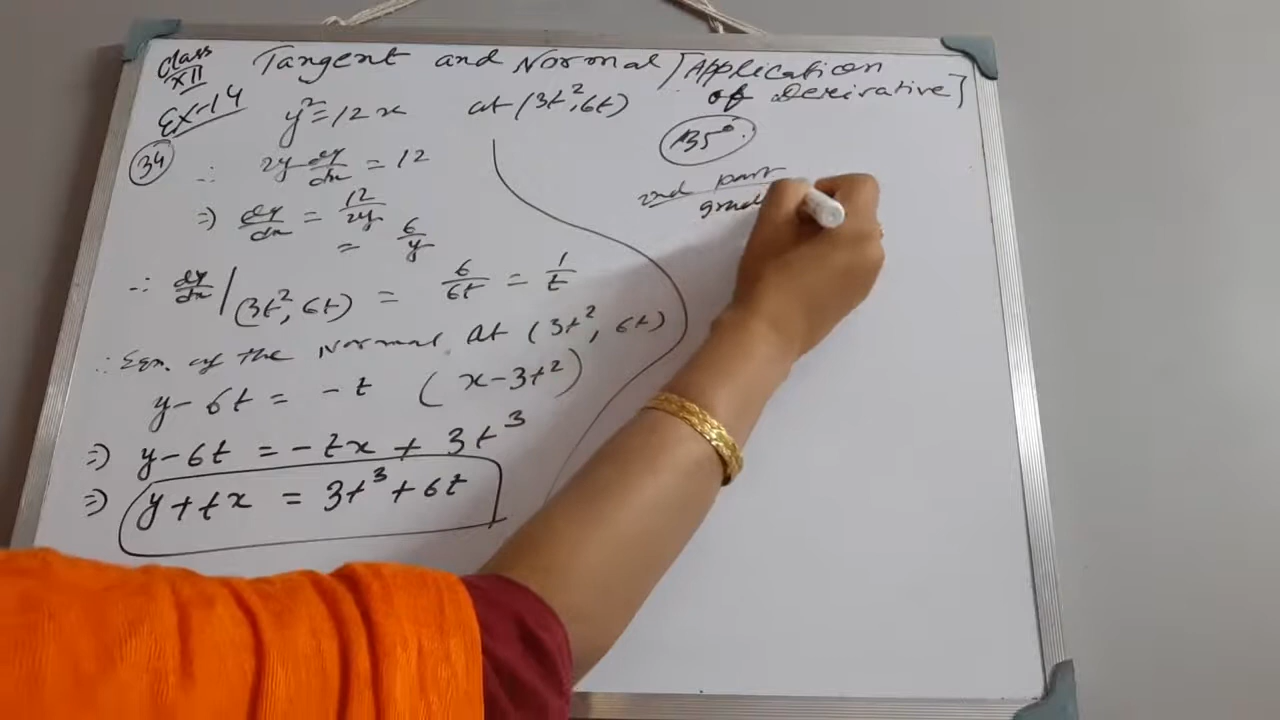 Class
XII
Tangent and Normal [Application
of Derivative]
Ex-14
y² = 12x at (3t², 6t)
(34)
∴ 2y dy/dx = 12
⇒ dy/dx = 12/2y
= 6/y
∴ dy/dx |(3t², 6t) = 6/6t = 1/t
∴ Eqn. of the Normal at (3t², 6t)
y - 6t = -t (x - 3t²)
⇒ y - 6t = -tx + 3t³
⇒ y + tx = 3t³ + 6t
135°
2nd part